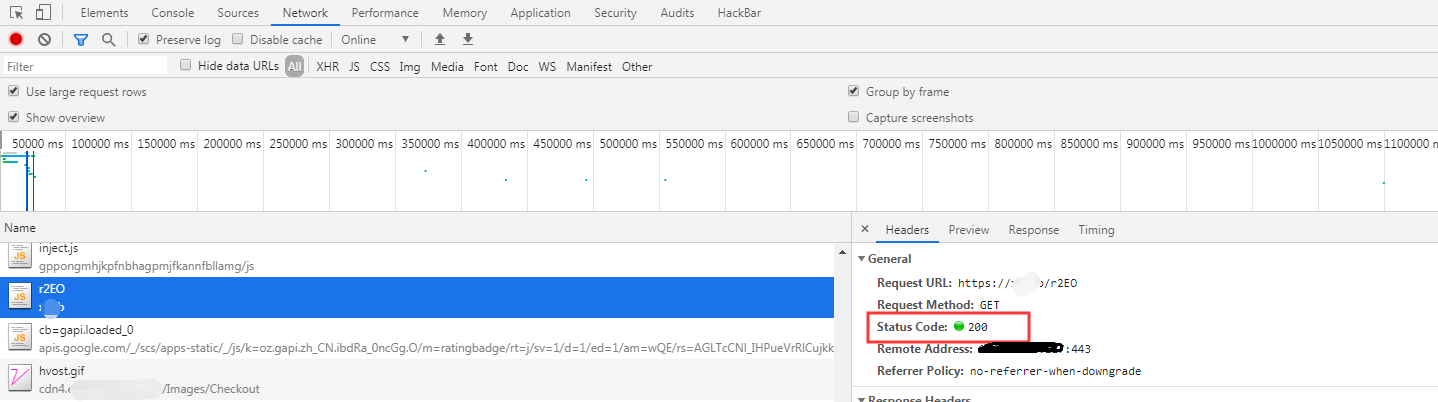 Elements Console Sources Network Performance Memory Application Security Audits HackBar
Preserve log Disable cache Online
Filter Hide data URLs All XHR JS CSS Img Media Font Doc WS Manifest Other
Use large request rows Group by frame
Show overview Capture screenshots
50000 ms 100000 ms 150000 ms 200000 ms 250000 ms 300000 ms 350000 ms 400000 ms 450000 ms 500000 ms 550000 ms 600000 ms 650000 ms 700000 ms 750000 ms 800000 ms 850000 ms 900000 ms 950000 ms 1000000 ms 1050000 ms 1100000
Name
× Headers Preview Response Timing
inject.js
gppongmhjkpfnbhagpmjfkannfbllamg/js
r2EO
cb=gapi.loaded_0
apis.google.com/_/scs/apps-static/_/js/k=oz.gapi.zh_CN.ibdRa_0ncGg.O/m=ratingbadge/rt=j/sv=1/d=1/ed=1/am=wQE/rs=AGLTcCNl_IHPueVrRlCujkk
hvost.gif
cdn4. /Images/Checkout
General
Request URL: https:// /r2EO
Request Method: GET
Status Code: 200
Remote Address: :443
Referrer Policy: no-referrer-when-downgrade
Response Headers